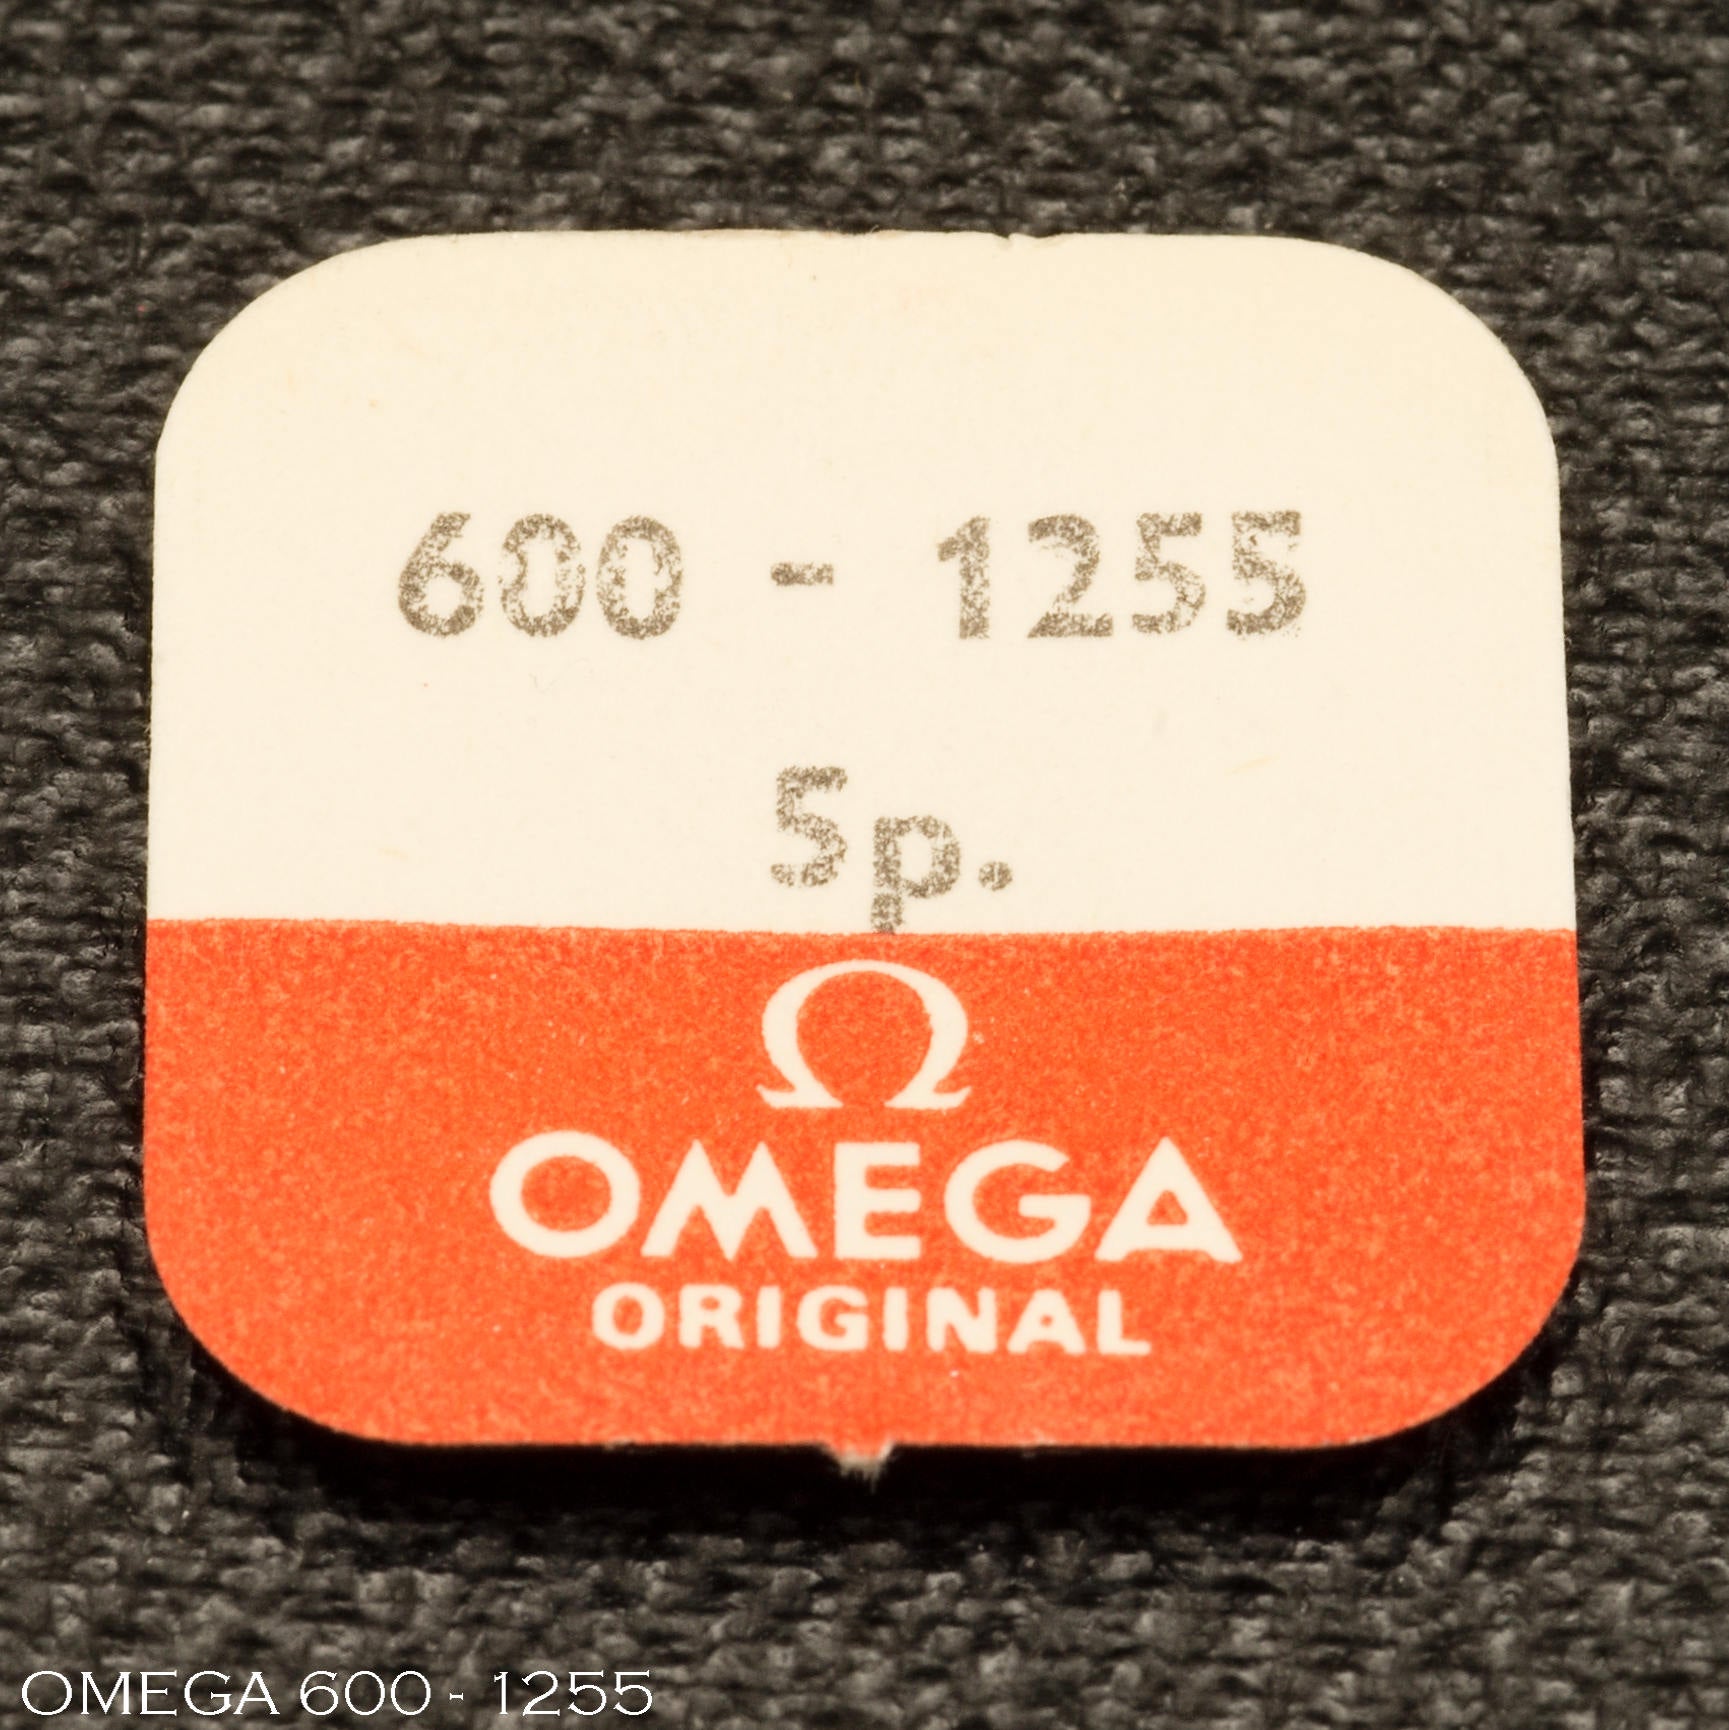 600 - 1255
5p.
Ω
OMEGA
ORIGINAL
OMEGA 600 - 1255